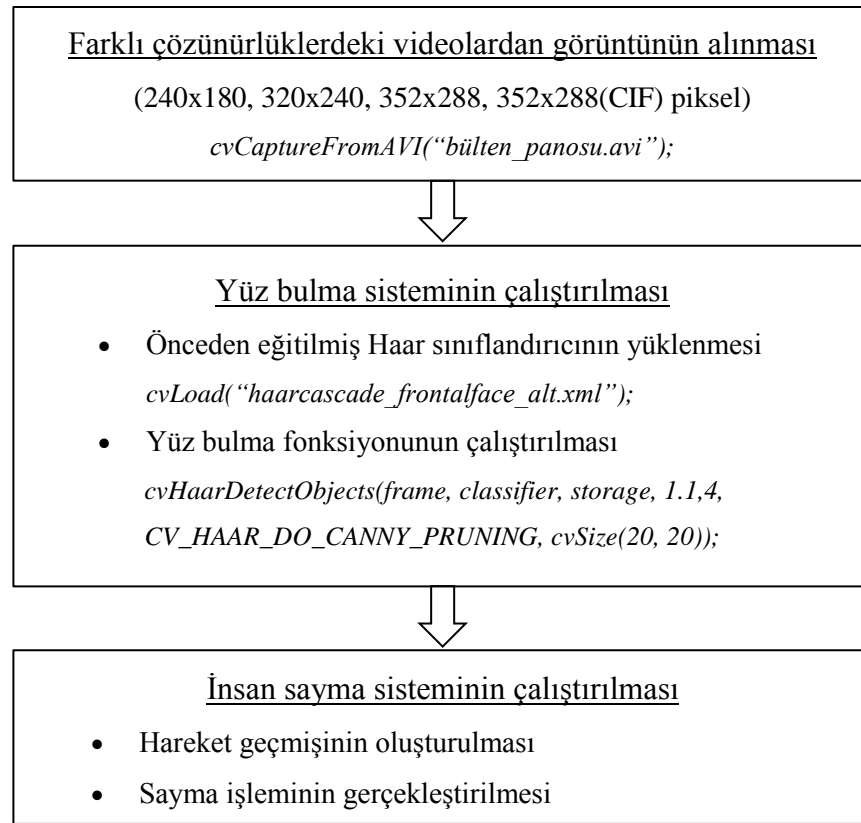 Farklı çözünürlüklerdeki videolardan görüntünün alınması
(240x180, 320x240, 352x288, 352x288(CIF) piksel)
cvCaptureFromAVI(“bülten_panosu.avi”);
Yüz bulma sisteminin çalıştırılması
• Önceden eğitilmiş Haar sınıflandırıcının yüklenmesi
cvLoad(“haarcascade_frontalface_alt.xml”);
• Yüz bulma fonksiyonunun çalıştırılması
cvHaarDetectObjects(frame, classifier, storage, 1.1,4,
CV_HAAR_DO_CANNY_PRUNING, cvSize(20, 20));
İnsan sayma sisteminin çalıştırılması
• Hareket geçmişinin oluşturulması
• Sayma işleminin gerçekleştirilmesi